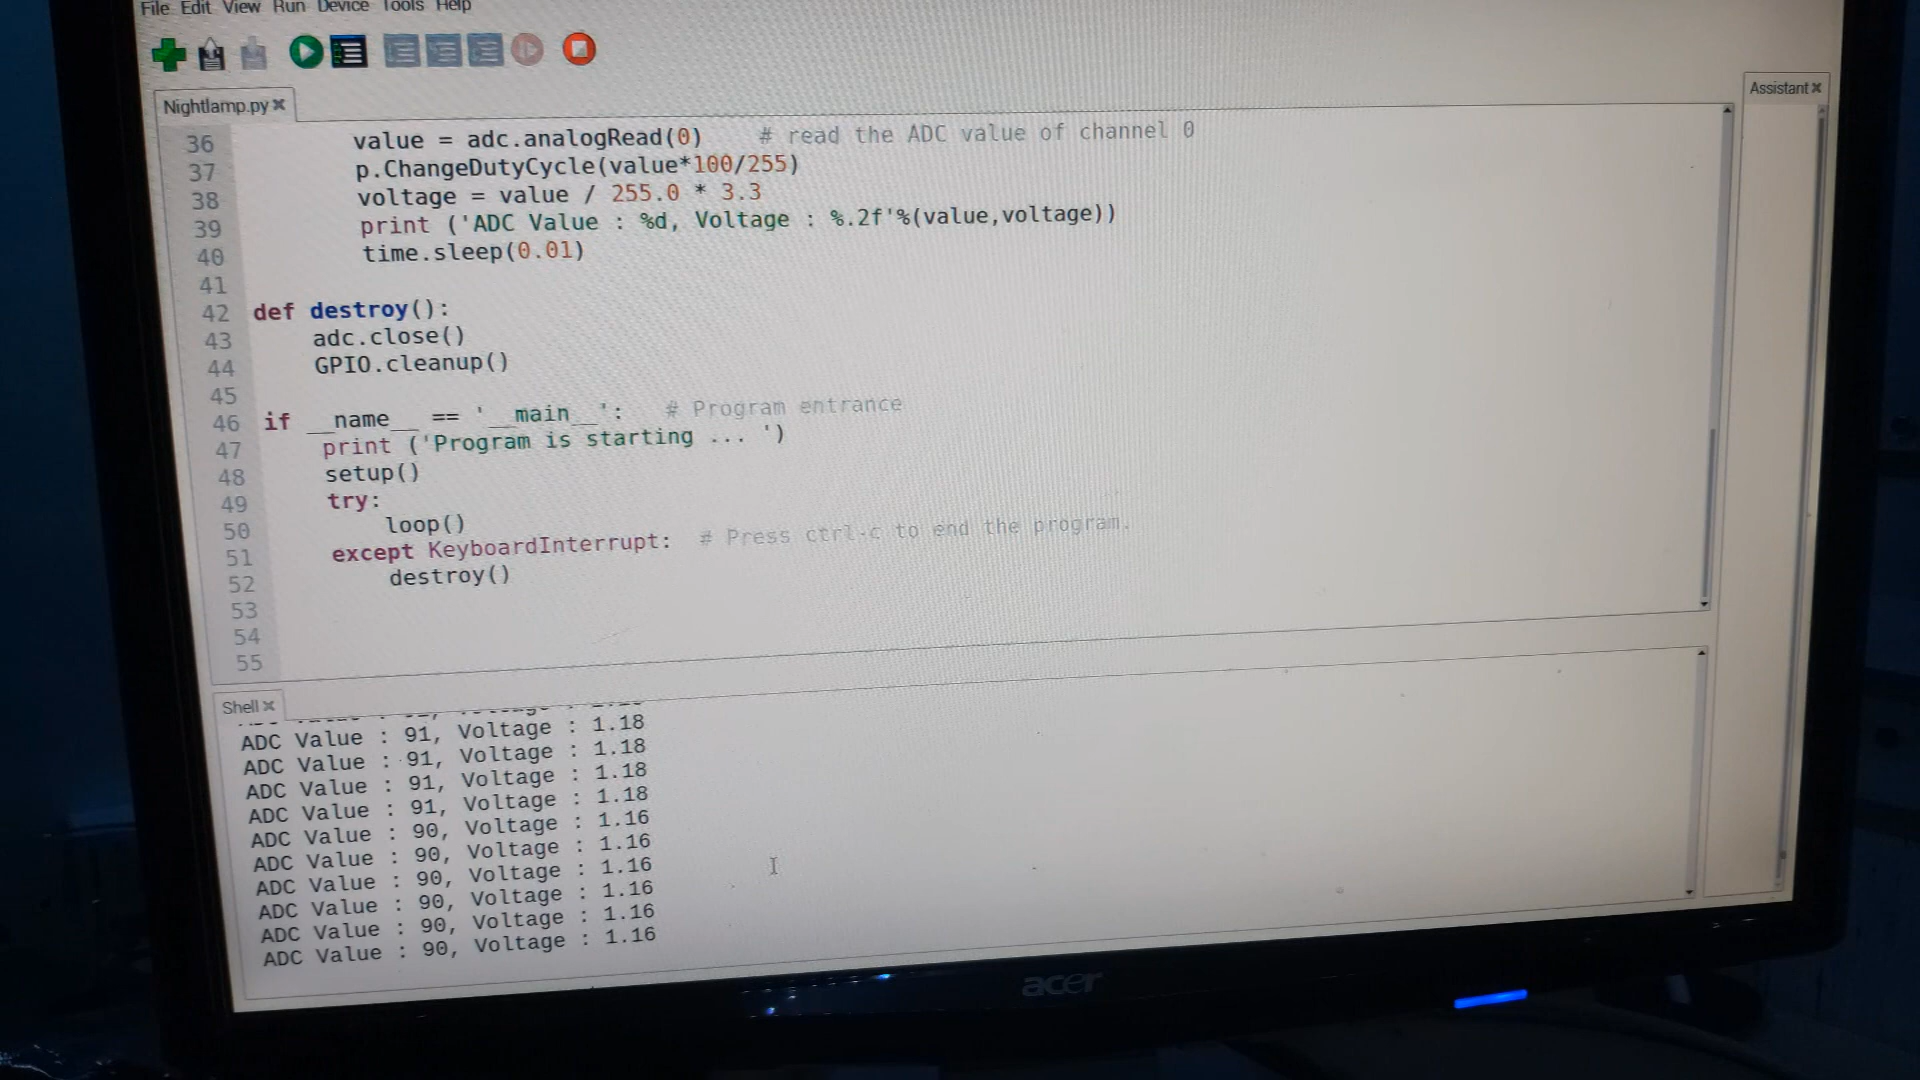 File Edit View Run Device Tools Help
Nightlamp.py
Assistant
36 value = adc.analogRead(0) # read the ADC value of channel 0
37 p.ChangeDutyCycle(value*100/255)
38 voltage = value / 255.0 * 3.3
39 print ('ADC Value : %d, Voltage : %.2f'%(value,voltage))
40 time.sleep(0.01)
41
42 def destroy():
43 adc.close()
44 GPIO.cleanup()
45
46 if __name__ == '__main__': # Program entrance
47 print ('Program is starting ... ')
48 setup()
49 try:
50 loop()
51 except KeyboardInterrupt: # Press ctrl-c to end the program.
52 destroy()
53
54
55
Shell
ADC Value : 91, Voltage : 1.18
ADC Value : 91, Voltage : 1.18
ADC Value : 91, Voltage : 1.18
ADC Value : 91, Voltage : 1.18
ADC Value : 90, Voltage : 1.16
ADC Value : 90, Voltage : 1.16
ADC Value : 90, Voltage : 1.16
ADC Value : 90, Voltage : 1.16
ADC Value : 90, Voltage : 1.16
ADC Value : 90, Voltage : 1.16
acer